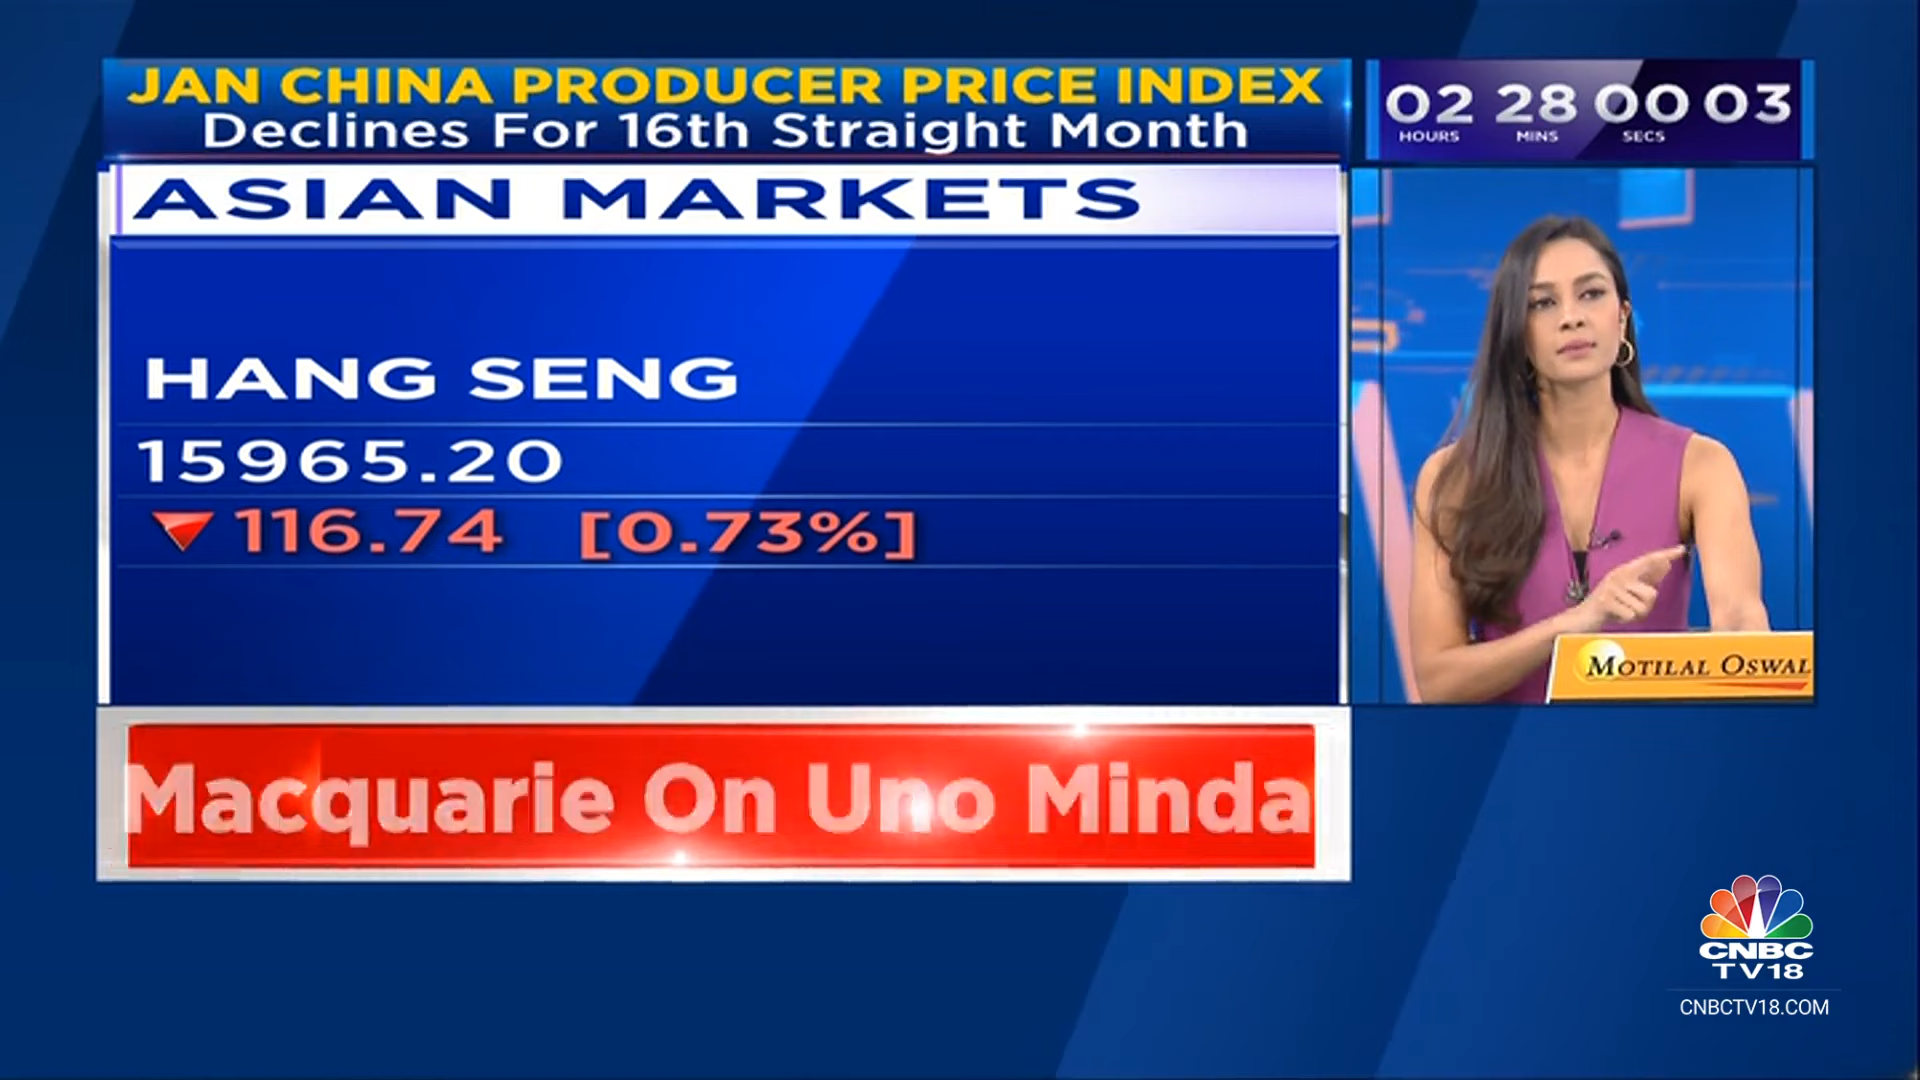 JAN CHINA PRODUCER PRICE INDEX
Declines For 16th Straight Month
02 28 00 03
HOURS MINS SECS
ASIAN MARKETS
HANG SENG
15965.20
▼ 116.74 [0.73%]
MOTILAL OSWAL
Macquarie On Uno Minda
CNBC
TV18
CNBCTV18.COM